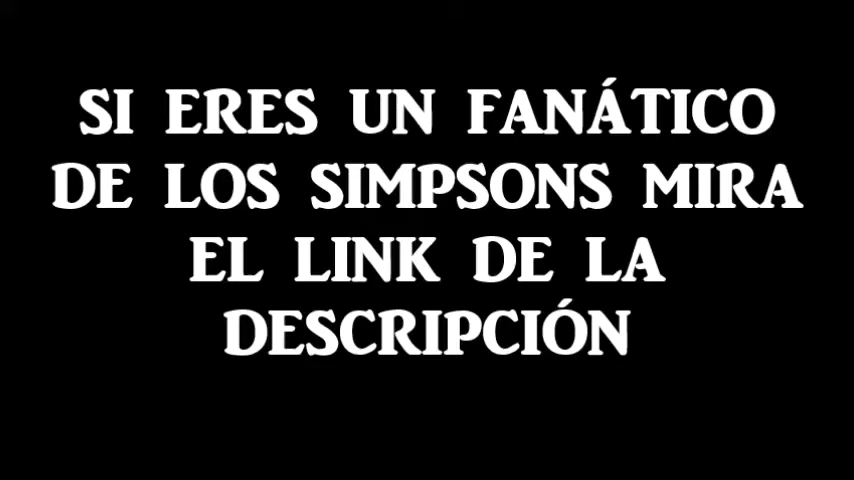 SI ERES UN FANÁTICO
DE LOS SIMPSONS MIRA
EL LINK DE LA
DESCRIPCIÓN